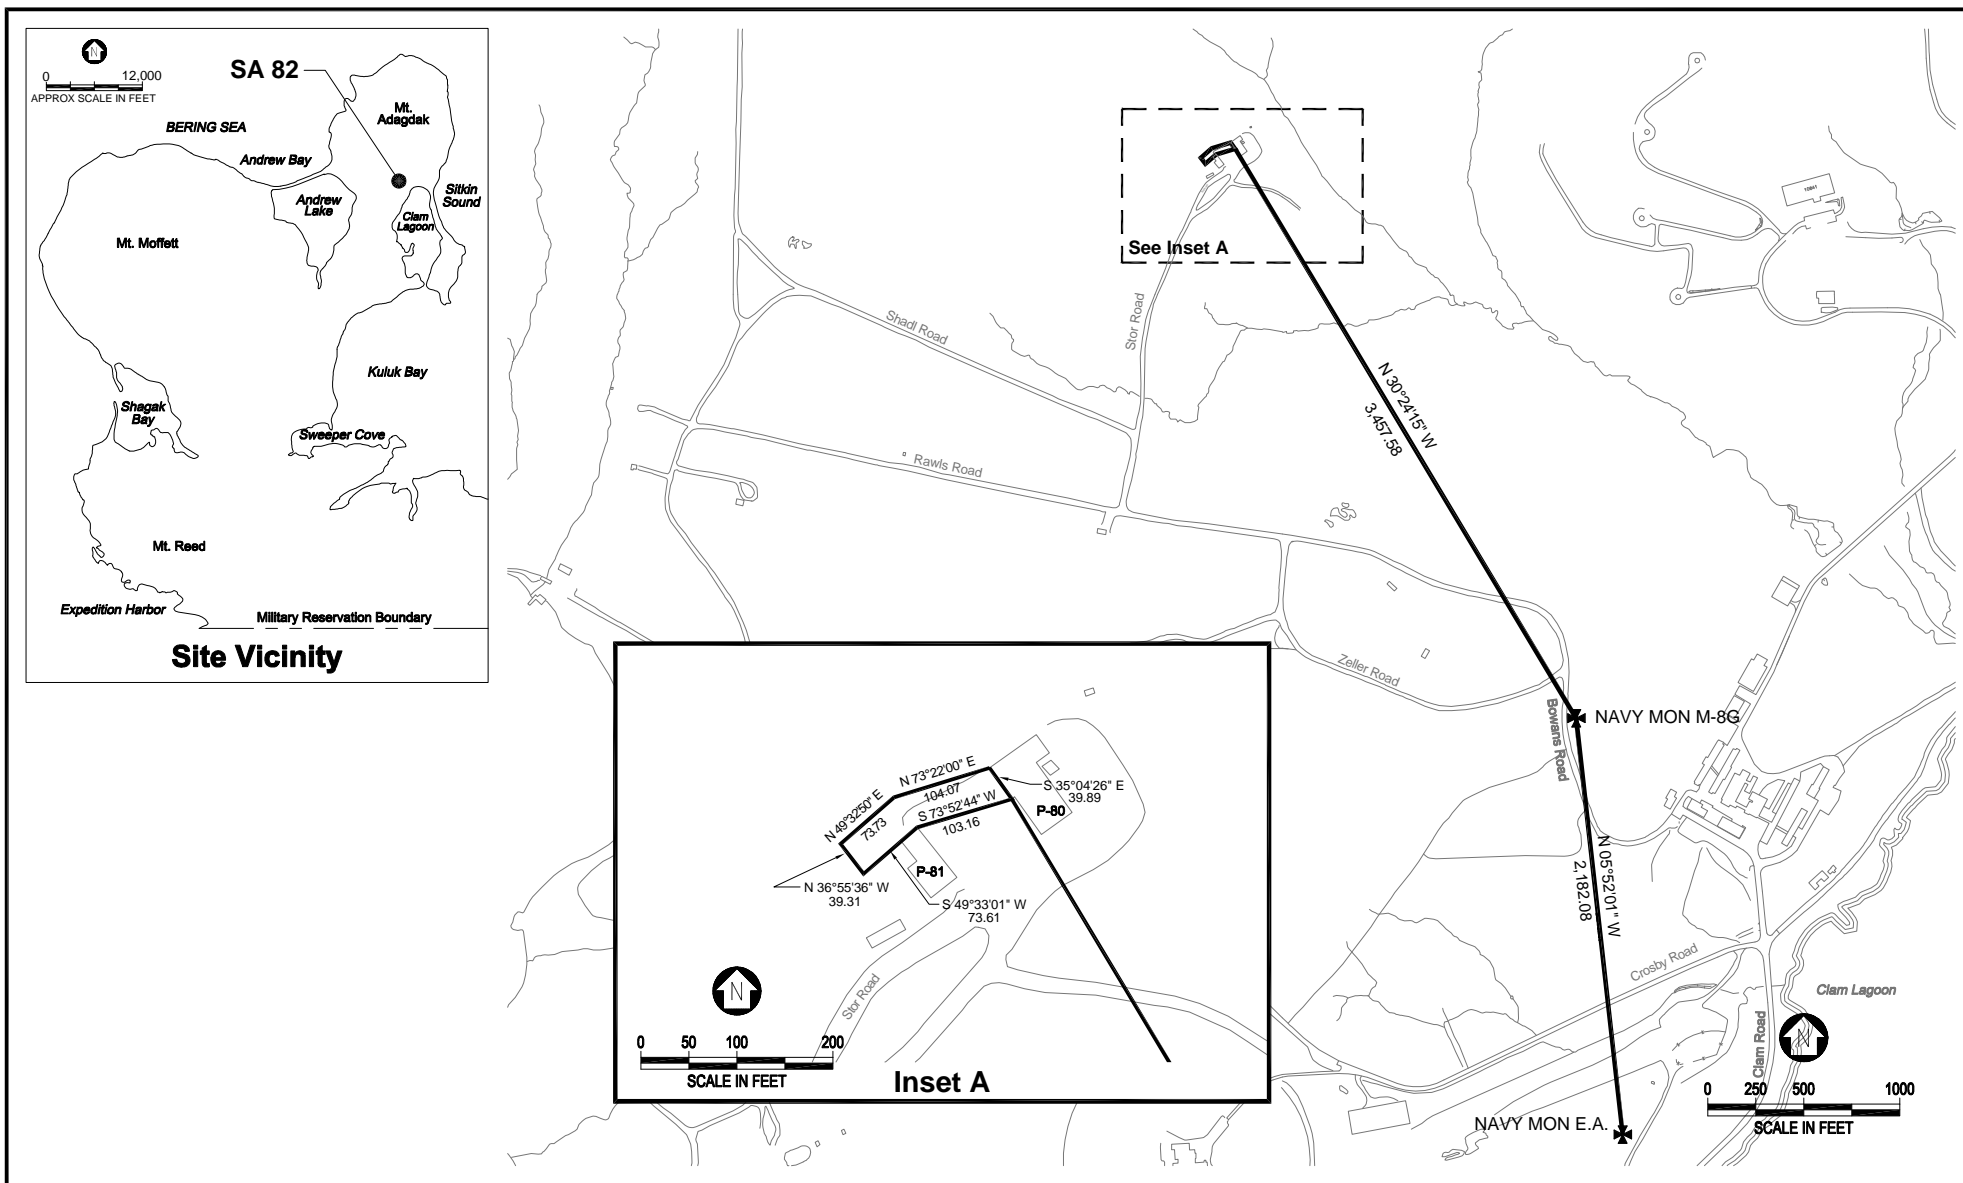 N
0 12,000
APPROX SCALE IN FEET
SA 82
Mt.
Adagdak
BERING SEA
Andrew Bay
Andrew
Lake
Sitkin
Sound
Clam
Lagoon
Mt. Moffett
Kuluk Bay
Shagak
Bay
Sweeper Cove
Mt. Reed
Expedition Harbor
Military Reservation Boundary
Site Vicinity
See Inset A
Stor Road
Shadl Road
Rawls Road
N 30°24'15" W
3,457.58
Zeller Road
Bowans Road
NAVY MON M-8G
N 05°52'01" W
2,182.08
Crosby Road
Clam Lagoon
Clam Road
NAVY MON E.A.
N
0 250 500 1000
SCALE IN FEET
N 73°22'00" E
104.07
S 35°04'26" E
39.89
N 49°32'50" E
73.73
S 73°52'44" W
103.16
P-80
P-81
N 36°55'36" W
39.31
S 49°33'01" W
73.61
Stor Road
N
0 50 100 200
SCALE IN FEET
Inset A